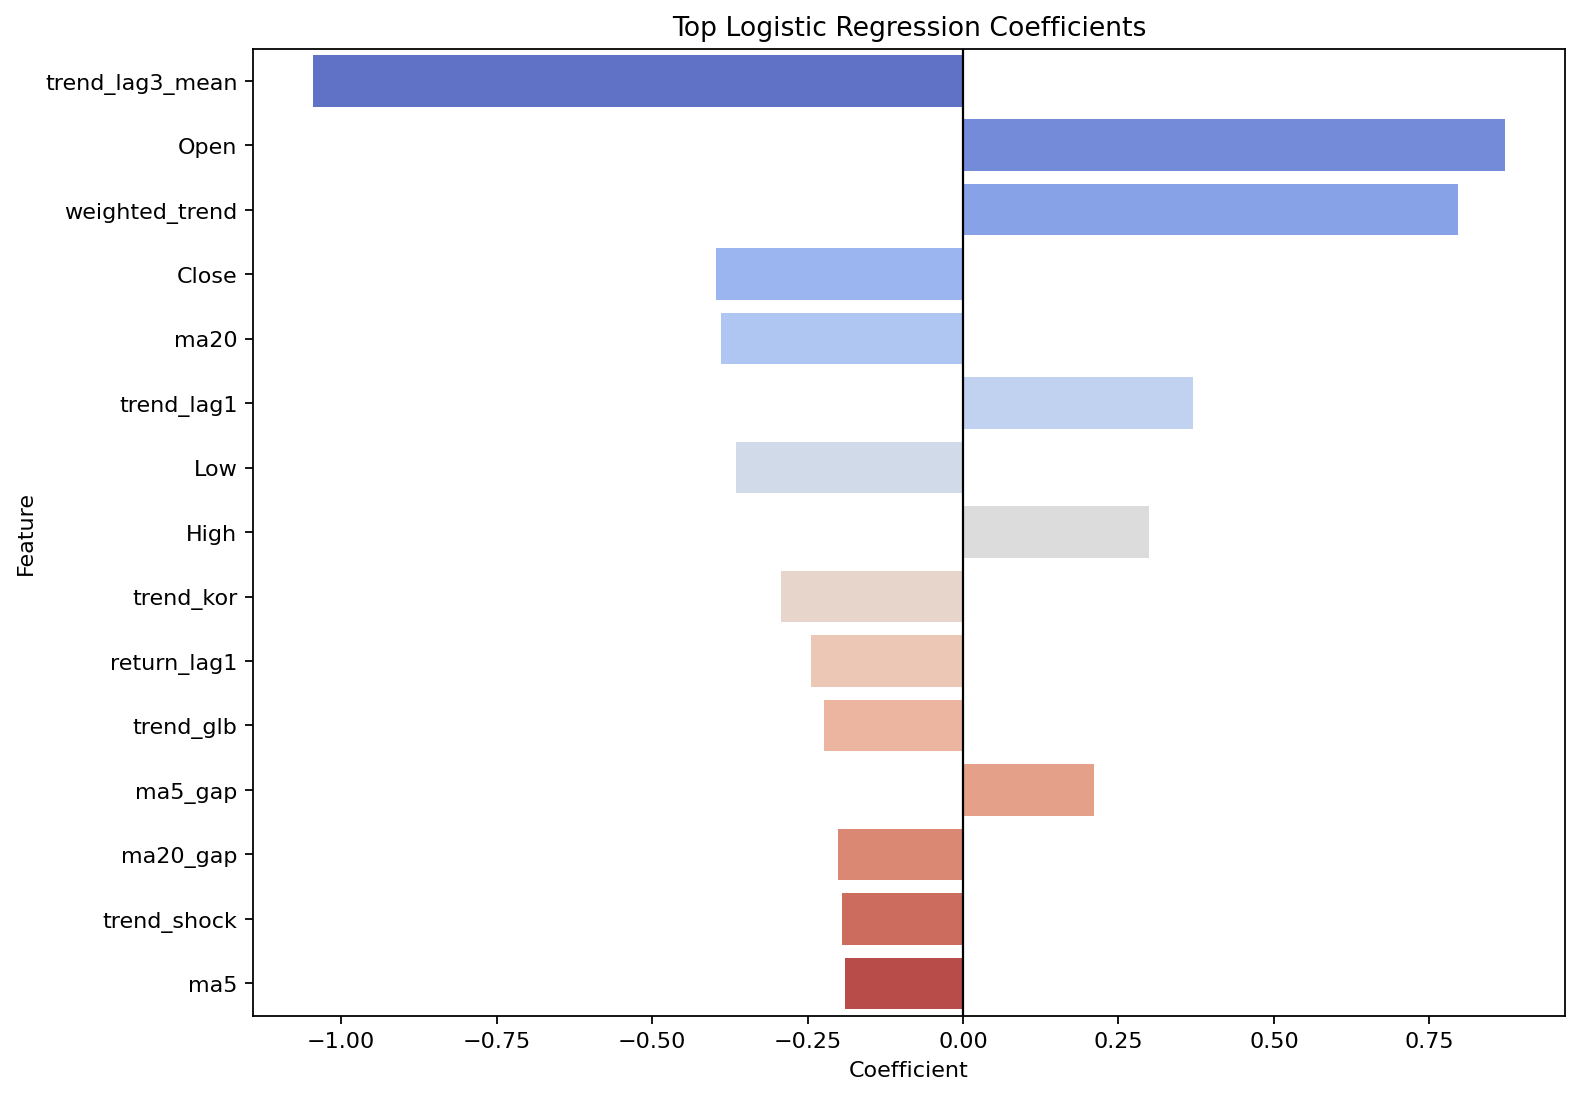 Top Logistic Regression Coefficients
trend_lag3_mean
Open
weighted_trend
Close
ma20
trend_lag1
Low
High
trend_kor
return_lag1
trend_glb
ma5_gap
ma20_gap
trend_shock
ma5
Feature
−1.00 −0.75 −0.50 −0.25 0.00 0.25 0.50 0.75
Coefficient